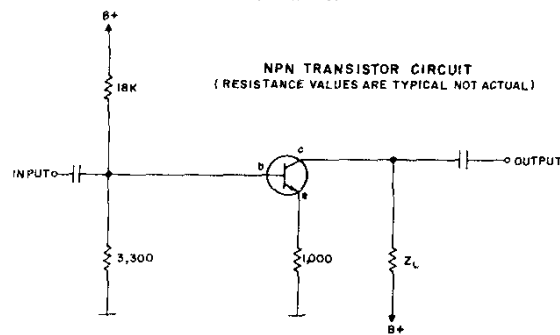 B+
18K
NPN TRANSISTOR CIRCUIT
(RESISTANCE VALUES ARE TYPICAL NOT ACTUAL)
c
b
INPUT
OUTPUT
e
3,300
1,000
ZL
B+